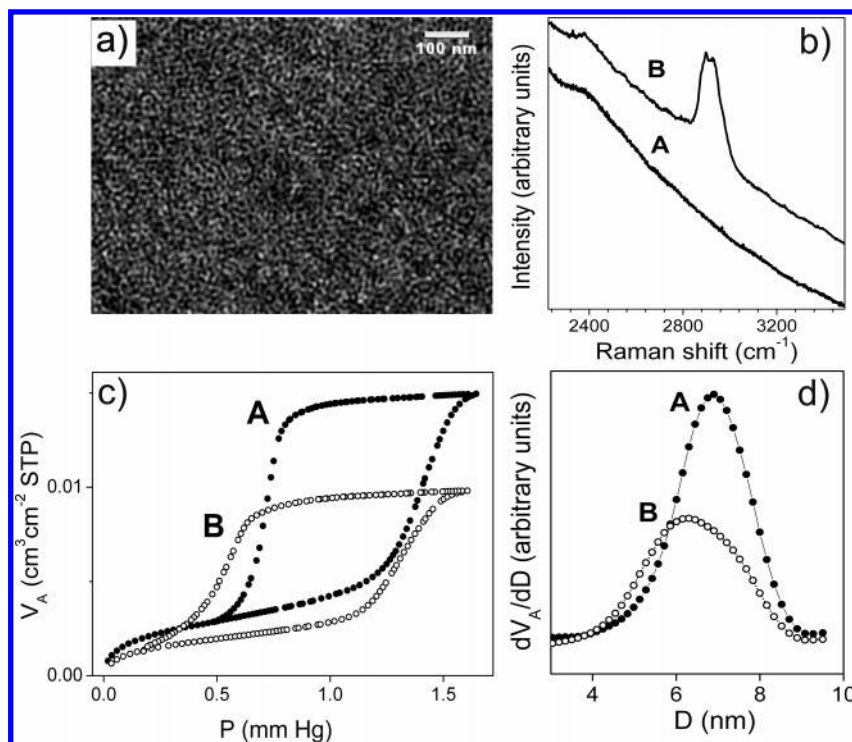 a)
100 nm
b)
B
A
Intensity (arbitrary units)
2400 2800 3200
Raman shift (cm⁻¹)
c)
A
B
V_A (cm³cm⁻² STP)
0.01
0.00
0.0 0.5 1.0 1.5
P (mm Hg)
d)
A
B
dV_A/dD (arbitrary units)
4 6 8 10
D (nm)